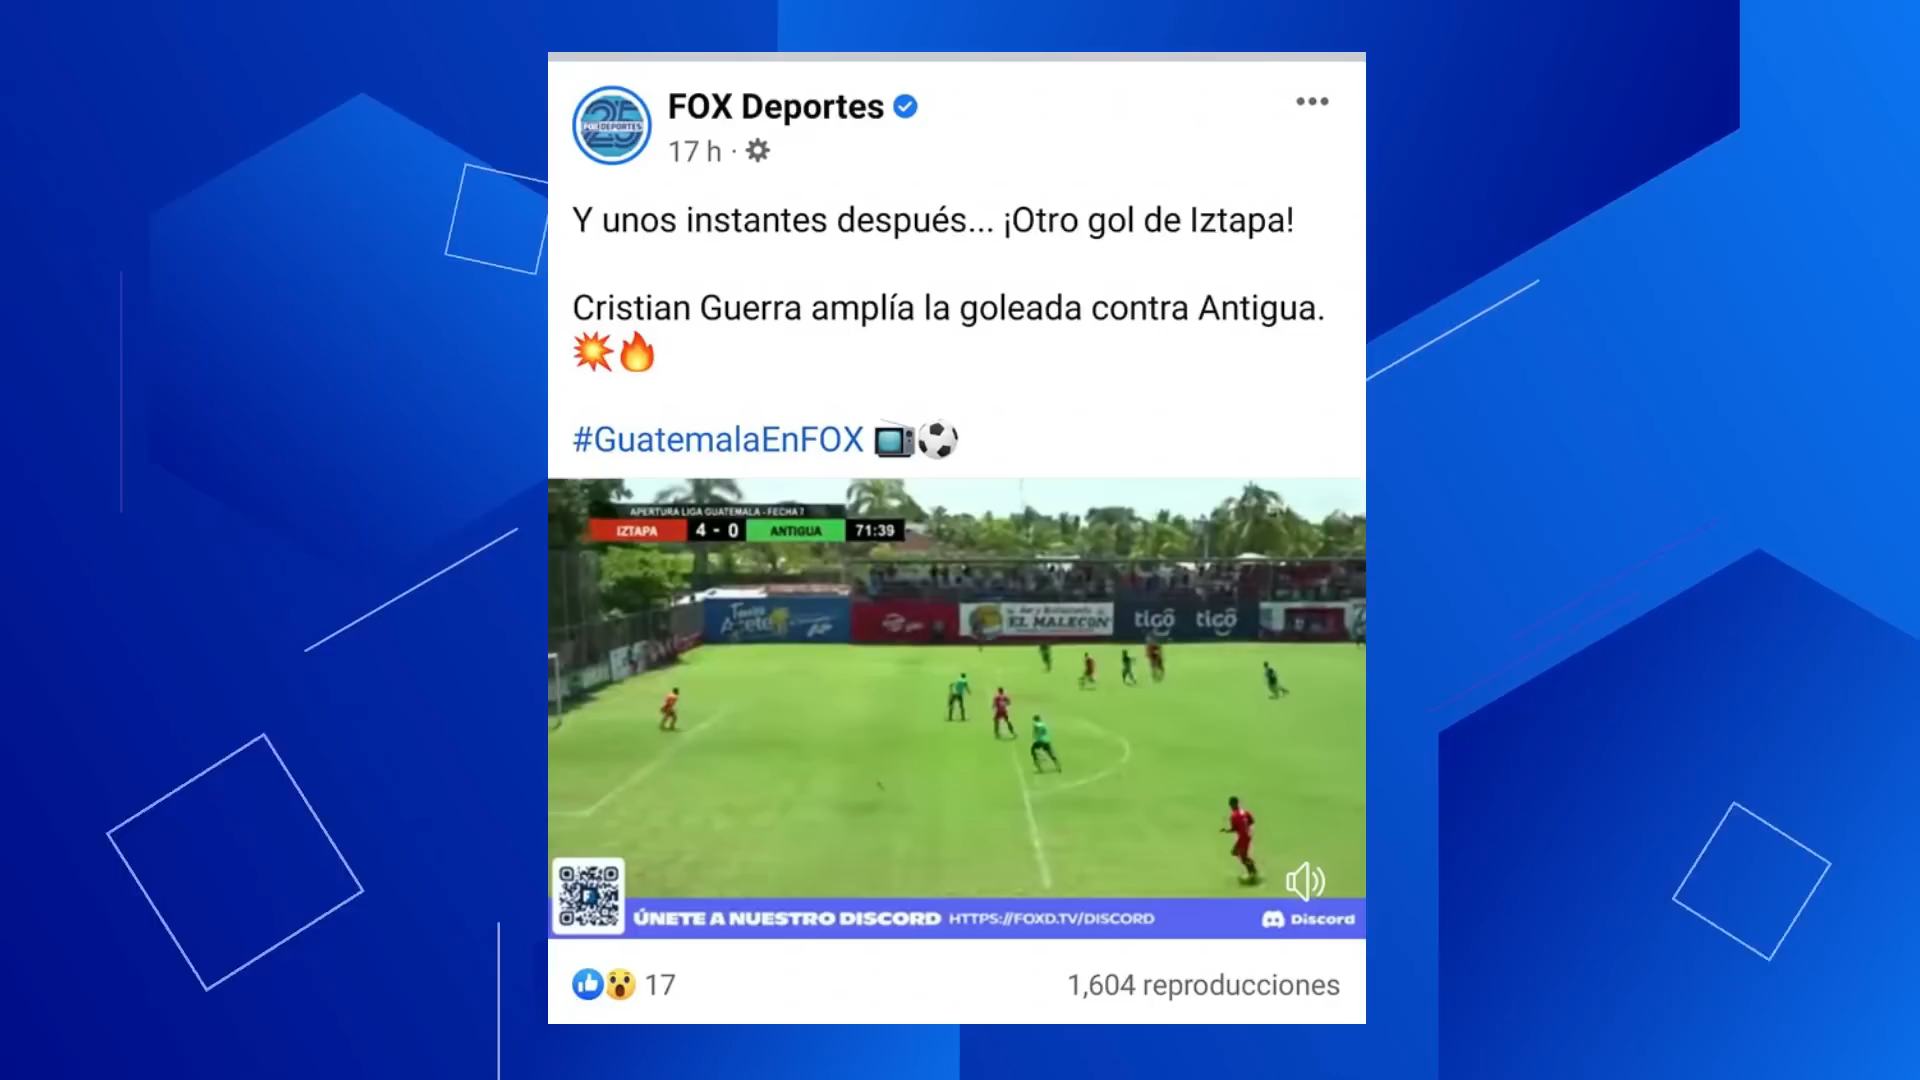 FOX Deportes
17 h ·
Y unos instantes después... ¡Otro gol de Iztapa!
Cristian Guerra amplía la goleada contra Antigua.
#GuatemalaEnFOX
APERTURA LIGA GUATEMALA - FECHA 7
IZTAPA 4 - 0 ANTIGUA 71:39
EL MALECON
tigo tigo
ÚNETE A NUESTRO DISCORD HTTPS://FOXD.TV/DISCORD Discord
17 1,604 reproducciones